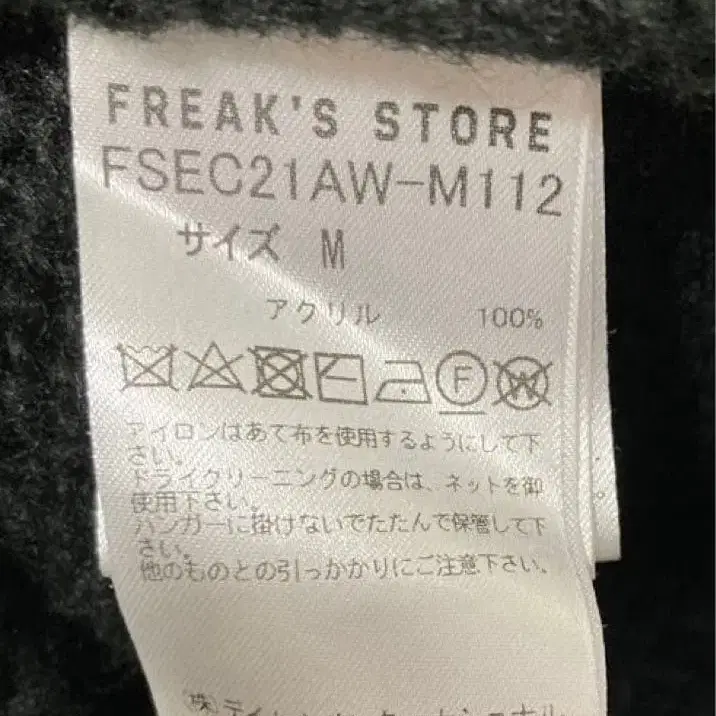 FREAK'S STORE
FSEC21AW-M112
サイズ M
アクリル 100%
F W
アイロンはあて布を使用するようにして下
さい。
ドライクリーニングの場合は、ネットを御
使用下さい。
ハンガーに掛けないでたたんで保管して下
さい。
他のものとの引っかかりにご注意下さい。